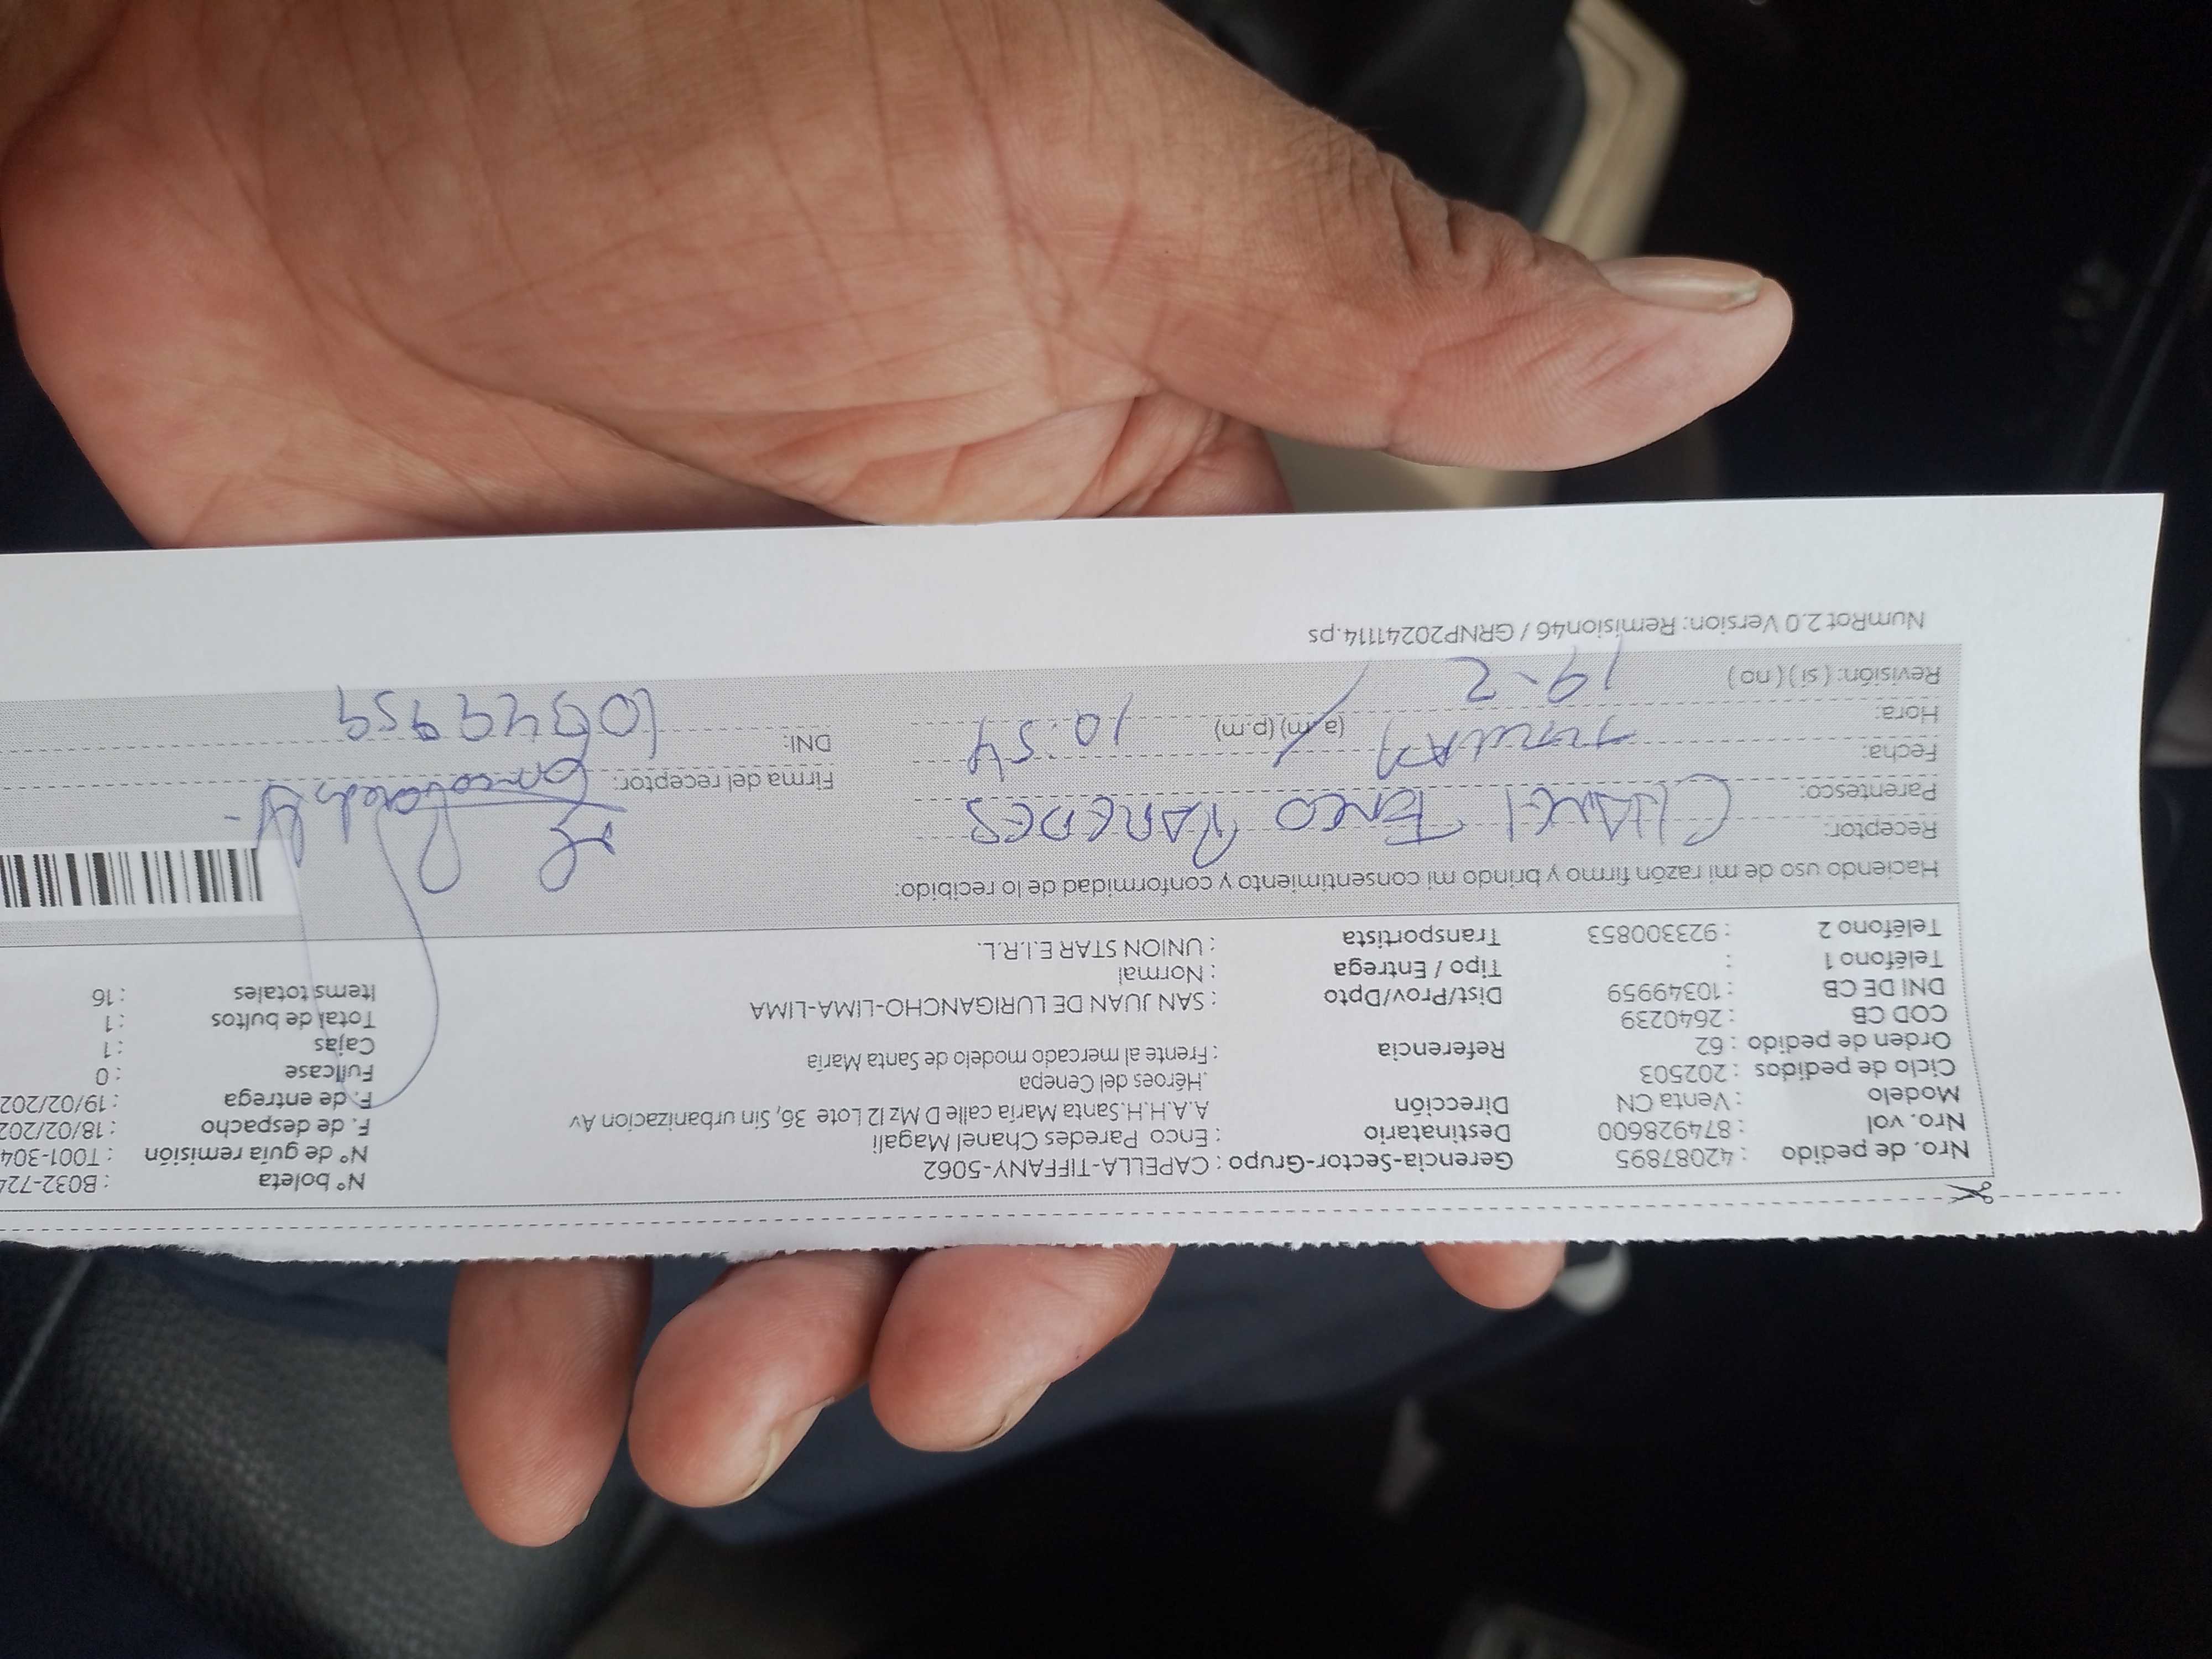 Nro. de pedido : 42087895 Gerencia-Sector-Grupo : CAPELLA-TIFFANY-5062 N° boleta : B032-724
Nro. vol : 874928600 Destinatario : Enco Paredes Chanel Magali N° de guía remisión : T001-304
Modelo : Venta CN Dirección A.A.H.H.Santa María calle D Mz I2 Lote 36, Sin urbanizacion Av F. de despacho : 18/02/202
Ciclo de pedidos : 202503 .Héroes del Cenepa F. de entrega : 19/02/202
Orden de pedido : 62 Referencia : Frente al mercado modelo de Santa María Fullcase : 0
COD CB : 2640239 Cajas : 1
DNI DE CB : 10349959 Dist/Prov/Dpto : SAN JUAN DE LURIGANCHO-LIMA-LIMA Total de bultos : 1
Teléfono 1 : Tipo / Entrega : Normal Items totales : 16
Teléfono 2 : 923300853 Transportista : UNION STAR E.I.R.L.
Haciendo uso de mi razón firmo y brindo mi consentimiento y conformidad de lo recibido:
Receptor: CHANEL ENCO PAREDES
Parentesco: Firma del receptor:
Fecha: TITULAR 10:54 DNI: 10349959
Hora: (a.m) (p.m)
Revisión: ( sí ) ( no ) 19-2
NumRot 2.0 Version: Remision46 / GRNP20241114.ps